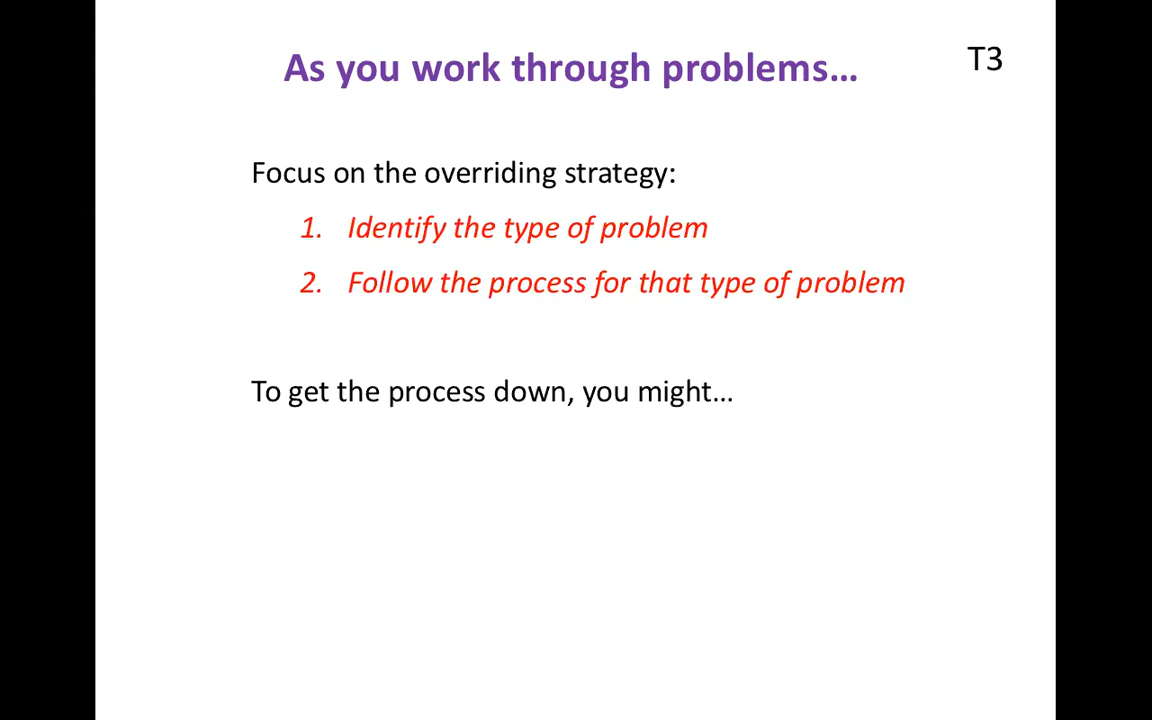 As you work through problems…
T3
Focus on the overriding strategy:
1. Identify the type of problem
2. Follow the process for that type of problem
To get the process down, you might…